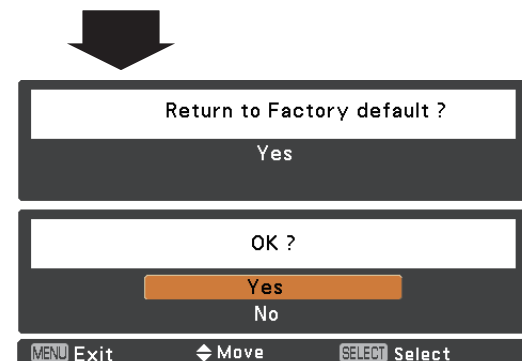 Return to Factory default ?
Yes
OK ?
Yes
No
MENU Exit Move SELECT Select